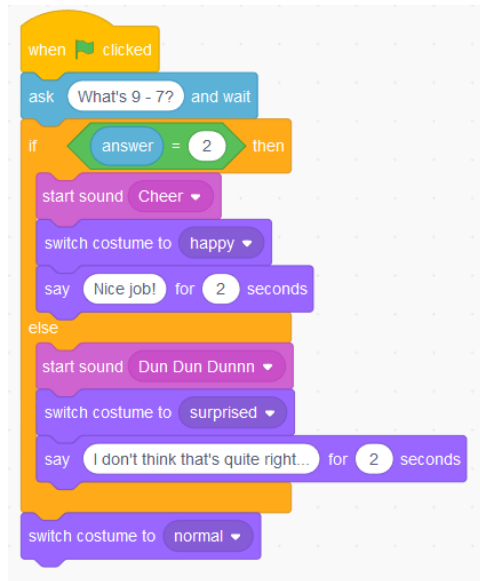 when clicked
ask What's 9 - 7? and wait
if answer = 2 then
start sound Cheer
switch costume to happy
say Nice job! for 2 seconds
else
start sound Dun Dun Dunnn
switch costume to surprised
say I don't think that's quite right... for 2 seconds
switch costume to normal